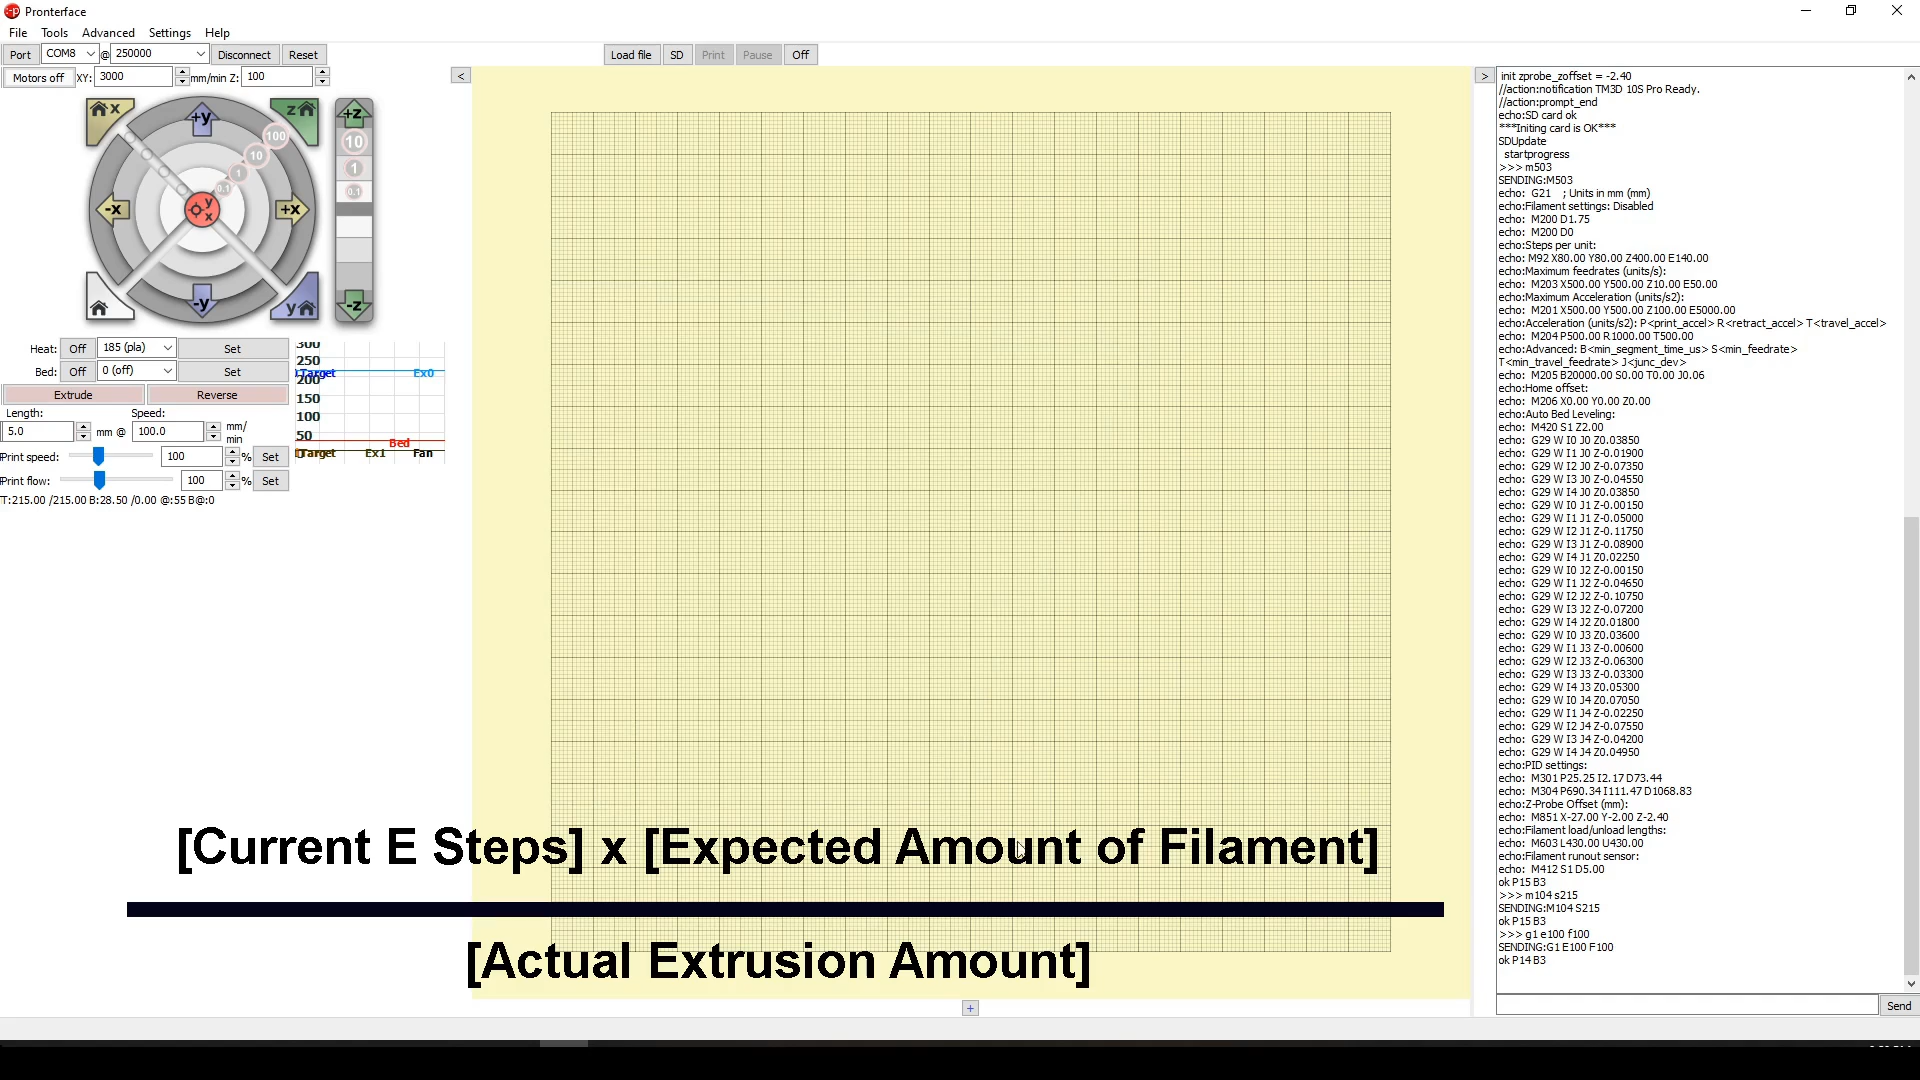 Pronterface
File Tools Advanced Settings Help
Port COM8 @ 250000 Disconnect Reset
Load file SD Print Pause Off
Motors off XY: 3000 mm/min Z: 100
<
>
x
+y
z
100
10
1
0.1
-x
y
x
+x
-y
y
+z
10
1
0.1
-z
Heat: Off 185 (pla) Set
Bed: Off 0 (off) Set
Extrude Reverse
Length: Speed:
5.0 mm @ 100.0 mm/
min
Print speed: 100 % Set
Print flow: 100 % Set
T:215.00 /215.00 B:28.50 /0.00 @:55 B@:0
300
250
Target Ex0
200
150
100
50
Bed
Target Ex1 Fan
init zprobe_zoffset = -2.40
//action:notification TM3D 10S Pro Ready.
//action:prompt_end
echo:SD card ok
***Initing card is OK***
SDUpdate
startprogress
>>> m503
SENDING:M503
echo: G21 ; Units in mm (mm)
echo:Filament settings: Disabled
echo: M200 D1.75
echo: M200 D0
echo:Steps per unit:
echo: M92 X80.00 Y80.00 Z400.00 E140.00
echo:Maximum feedrates (units/s):
echo: M203 X500.00 Y500.00 Z10.00 E50.00
echo:Maximum Acceleration (units/s2):
echo: M201 X500.00 Y500.00 Z100.00 E5000.00
echo:Acceleration (units/s2): P<print_accel> R<retract_accel> T<travel_accel>
echo: M204 P500.00 R1000.00 T500.00
echo:Advanced: B<min_segment_time_us> S<min_feedrate>
T<min_travel_feedrate> J<junc_dev>
echo: M205 B20000.00 S0.00 T0.00 J0.06
echo:Home offset:
echo: M206 X0.00 Y0.00 Z0.00
echo:Auto Bed Leveling:
echo: M420 S1 Z2.00
echo: G29 W I0 J0 Z0.03850
echo: G29 W I1 J0 Z-0.01900
echo: G29 W I2 J0 Z-0.07350
echo: G29 W I3 J0 Z-0.04550
echo: G29 W I4 J0 Z0.03850
echo: G29 W I0 J1 Z-0.00150
echo: G29 W I1 J1 Z-0.05000
echo: G29 W I2 J1 Z-0.11750
echo: G29 W I3 J1 Z-0.08900
echo: G29 W I4 J1 Z0.02250
echo: G29 W I0 J2 Z-0.00150
echo: G29 W I1 J2 Z-0.04650
echo: G29 W I2 J2 Z-0.10750
echo: G29 W I3 J2 Z-0.07200
echo: G29 W I4 J2 Z0.01800
echo: G29 W I0 J3 Z0.03600
echo: G29 W I1 J3 Z-0.00600
echo: G29 W I2 J3 Z-0.06300
echo: G29 W I3 J3 Z-0.03300
echo: G29 W I4 J3 Z0.05300
echo: G29 W I0 J4 Z0.07050
echo: G29 W I1 J4 Z-0.02250
echo: G29 W I2 J4 Z-0.07550
echo: G29 W I3 J4 Z-0.04200
echo: G29 W I4 J4 Z0.04950
echo:PID settings:
echo: M301 P25.25 I2.17 D73.44
echo: M304 P690.34 I111.47 D1068.83
echo:Z-Probe Offset (mm):
echo: M851 X-27.00 Y-2.00 Z-2.40
echo:Filament load/unload lengths:
echo: M603 L430.00 U430.00
echo:Filament runout sensor:
echo: M412 S1 D5.00
ok P15 B3
>>> m104 s215
SENDING:M104 S215
ok P15 B3
>>> g1 e100 f100
SENDING:G1 E100 F100
ok P14 B3
Send
[Current E Steps] x [Expected Amount of Filament]
[Actual Extrusion Amount]
+